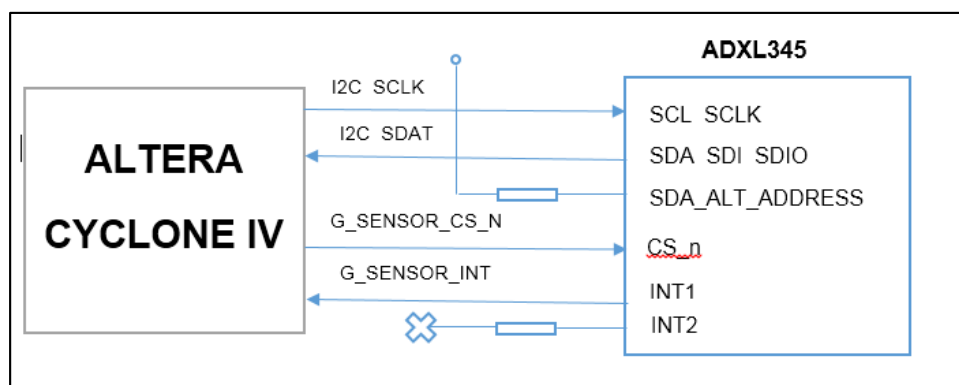 ADXL345
I2C SCLK
SCL SCLK
I2C SDAT
SDA SDI SDIO
ALTERA
CYCLONE IV
SDA_ALT_ADDRESS
G_SENSOR_CS_N
CS_n
G_SENSOR_INT
INT1
INT2